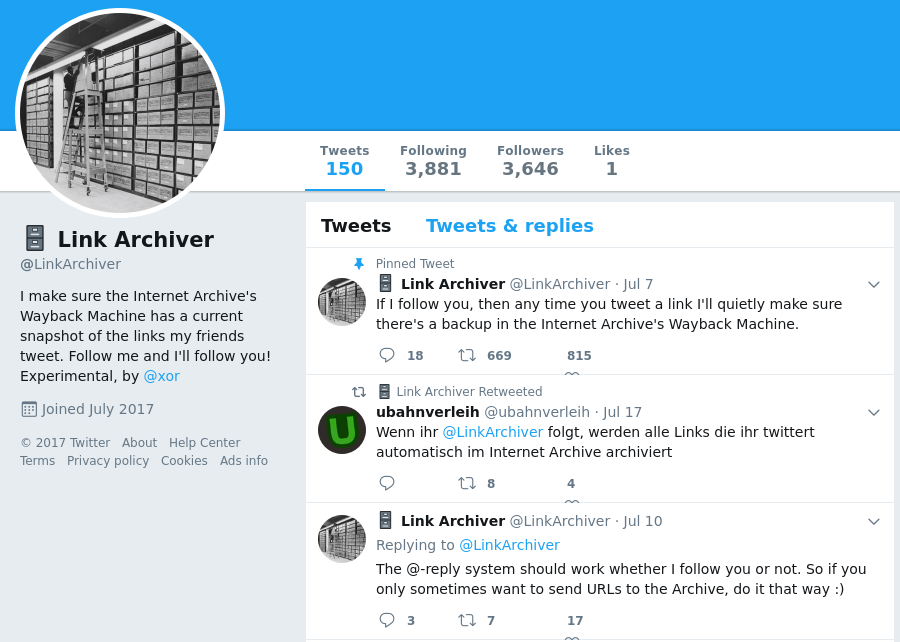 Tweets Following Followers Likes
150 3,881 3,646 1
Link Archiver
@LinkArchiver
I make sure the Internet Archive's
Wayback Machine has a current
snapshot of the links my friends
tweet. Follow me and I'll follow you!
Experimental, by @xor
Joined July 2017
© 2017 Twitter About Help Center
Terms Privacy policy Cookies Ads info
Tweets Tweets & replies
Pinned Tweet
Link Archiver @LinkArchiver · Jul 7
If I follow you, then any time you tweet a link I'll quietly make sure
there's a backup in the Internet Archive's Wayback Machine.
18 669 815
Link Archiver Retweeted
ubahnverleih @ubahnverleih · Jul 17
Wenn ihr @LinkArchiver folgt, werden alle Links die ihr twittert
automatisch im Internet Archive archiviert
8 4
Link Archiver @LinkArchiver · Jul 10
Replying to @LinkArchiver
The @-reply system should work whether I follow you or not. So if you
only sometimes want to send URLs to the Archive, do it that way :)
3 7 17